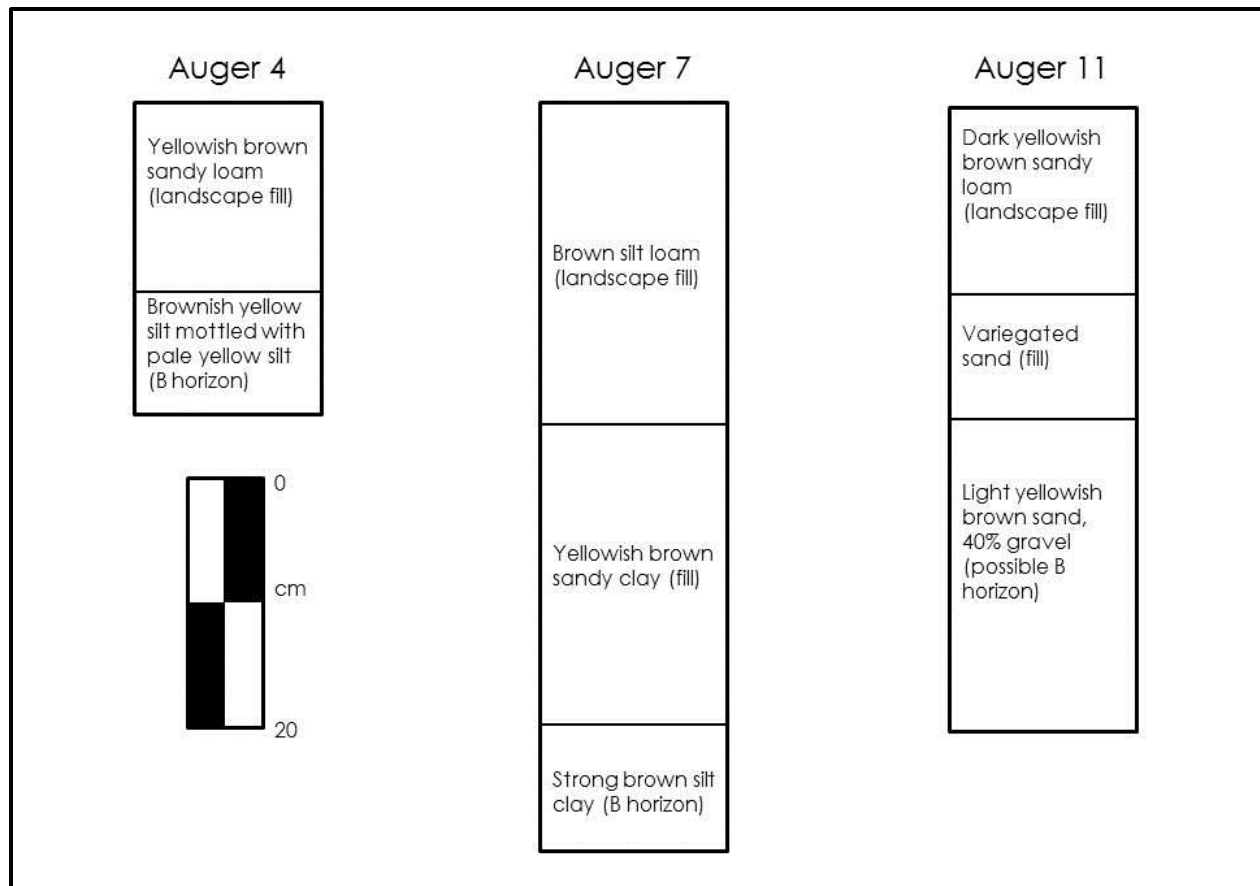 Auger 4
Yellowish brown
sandy loam
(landscape fill)
Brownish yellow
silt mottled with
pale yellow silt
(B horizon)
0
cm
20
Auger 7
Brown silt loam
(landscape fill)
Yellowish brown
sandy clay (fill)
Strong brown silt
clay (B horizon)
Auger 11
Dark yellowish
brown sandy
loam
(landscape fill)
Variegated
sand (fill)
Light yellowish
brown sand,
40% gravel
(possible B
horizon)